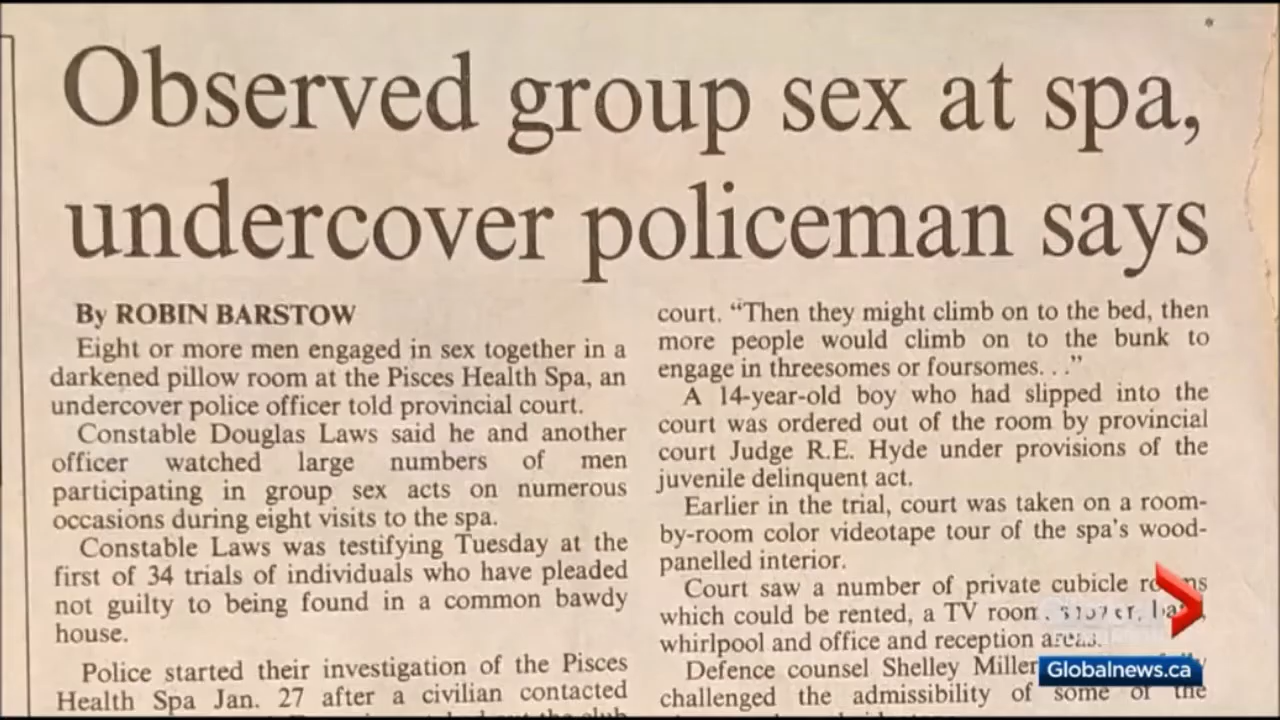 Observed group sex at spa,
undercover policeman says
By ROBIN BARSTOW
Eight or more men engaged in sex together in a
darkened pillow room at the Pisces Health Spa, an
undercover police officer told provincial court.
Constable Douglas Laws said he and another
officer watched large numbers of men
participating in group sex acts on numerous
occasions during eight visits to the spa.
Constable Laws was testifying Tuesday at the
first of 34 trials of individuals who have pleaded
not guilty to being found in a common bawdy
house.
Police started their investigation of the Pisces
Health Spa Jan. 27 after a civilian contacted
court. “Then they might climb on to the bed, then
more people would climb on to the bunk to
engage in threesomes or foursomes. . .”
A 14-year-old boy who had slipped into the
court was ordered out of the room by provincial
court Judge R.E. Hyde under provisions of the
juvenile delinquent act.
Earlier in the trial, court was taken on a room-
by-room color videotape tour of the spa's wood-
panelled interior.
Court saw a number of private cubicle
which could be rented, a TV room
whirlpool and office and reception areas.
Defence counsel Shelley Miller
challenged the admissibility of some of the
Globalnews.ca